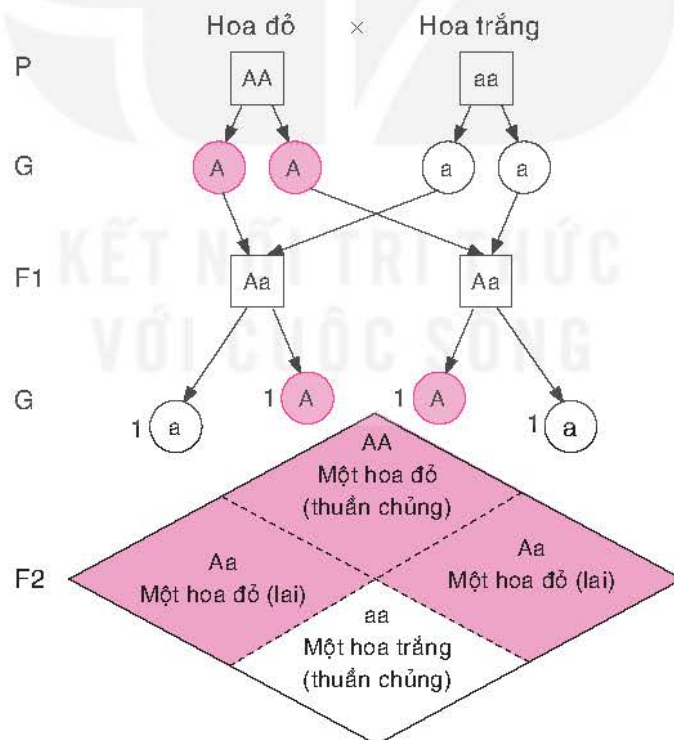 Hoa đỏ × Hoa trắng
P
AA aa
G
A A a a
KẾT NỐI TRI THỨC
F1
Aa Aa
VỚI CUỘC SỐNG
G
1 a 1 A 1 A 1 a
AA
Một hoa đỏ
(thuần chủng)
F2
Aa
Một hoa đỏ (lai)
Aa
Một hoa đỏ (lai)
aa
Một hoa trắng
(thuần chủng)